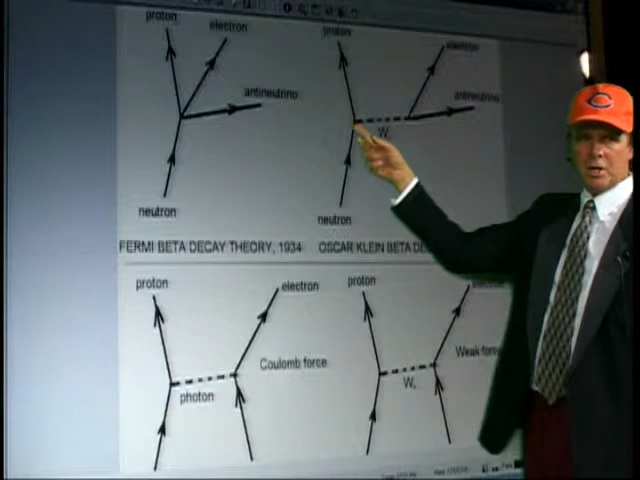 proton electron proton electron
antineutrino antineutrino
W
neutron neutron
FERMI BETA DECAY THEORY, 1934 OSCAR KLEIN BETA
proton electron proton
Coulomb force Weak force
photon W
C